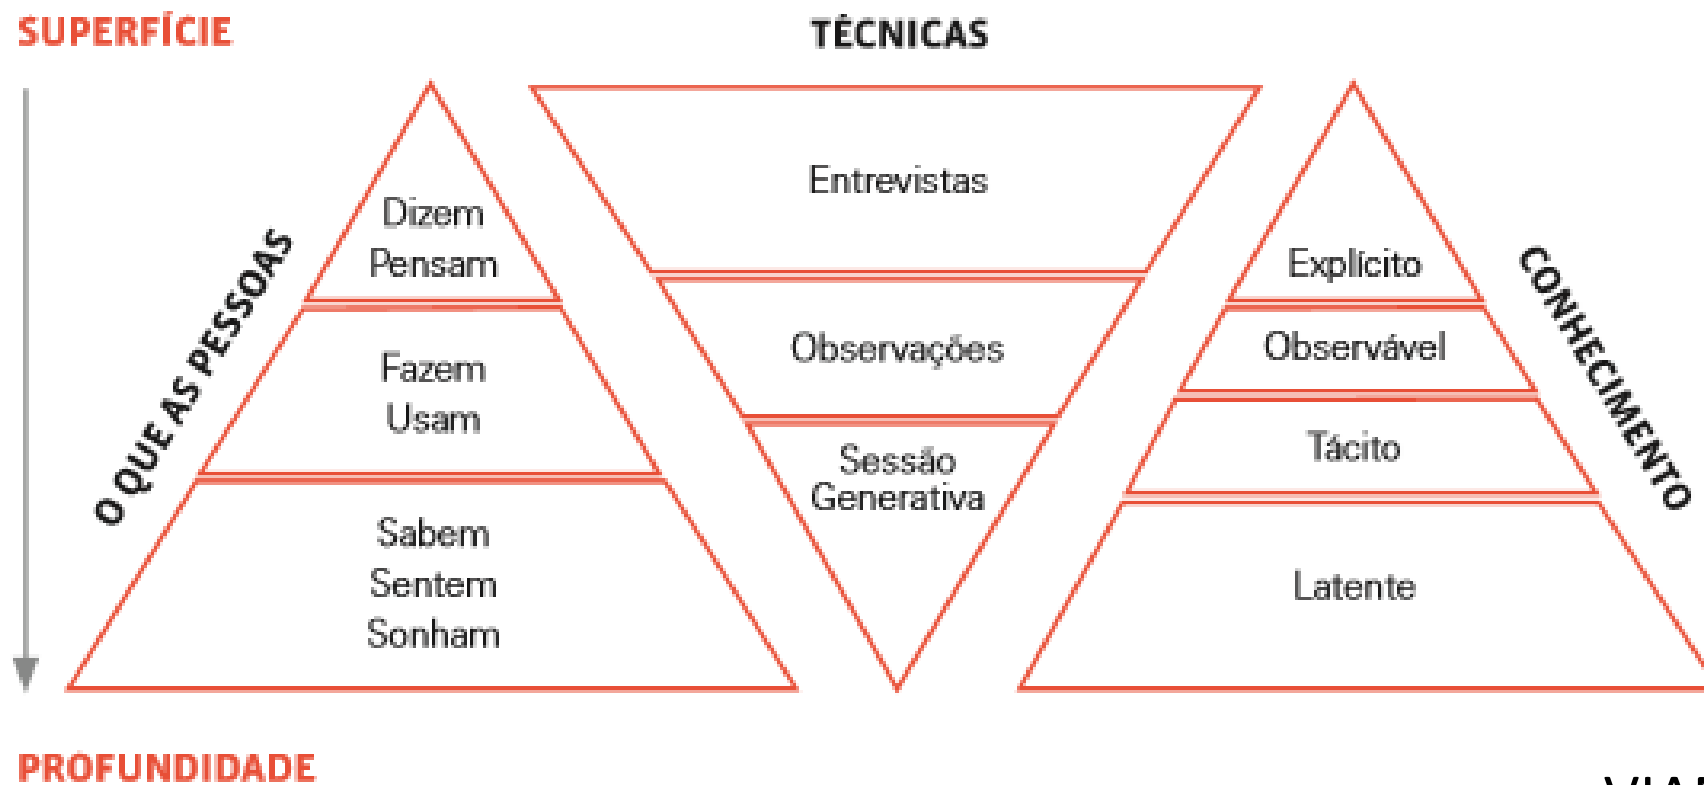 SUPERFÍCIE
TÉCNICAS
O QUE AS PESSOAS
Dizem
Pensam
Fazem
Usam
Sabem
Sentem
Sonham
Entrevistas
Observações
Sessão
Generativa
Explícito
Observável
Tácito
Latente
CONHECIMENTO
PROFUNDIDADE